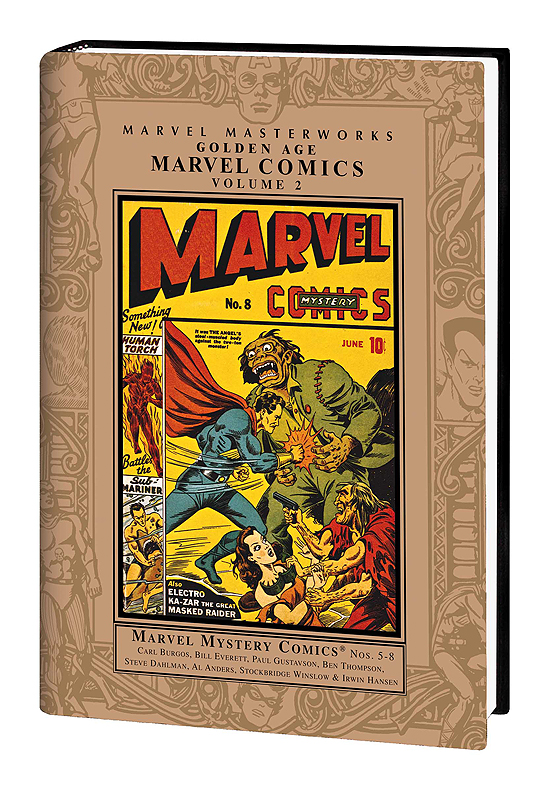 MARVEL MASTERWORKS
GOLDEN AGE
MARVEL COMICS
VOLUME 2
MARVEL
No. 8
COMICS
MYSTERY
JUNE 10¢
Something
New!
HUMAN
TORCH
Battles
the
Sub-
MARINER
It was THE ANGEL'S
steel-muscled body
against the two-ton
monster!
Also
ELECTRO
KA-ZAR THE GREAT
MASKED RAIDER
MARVEL MYSTERY COMICS® NOS. 5-8
CARL BURGOS, BILL EVERETT, PAUL GUSTAVSON, BEN THOMPSON,
STEVE DAHLMAN, AL ANDERS, STOCKBRIDGE WINSLOW & IRWIN HANSEN